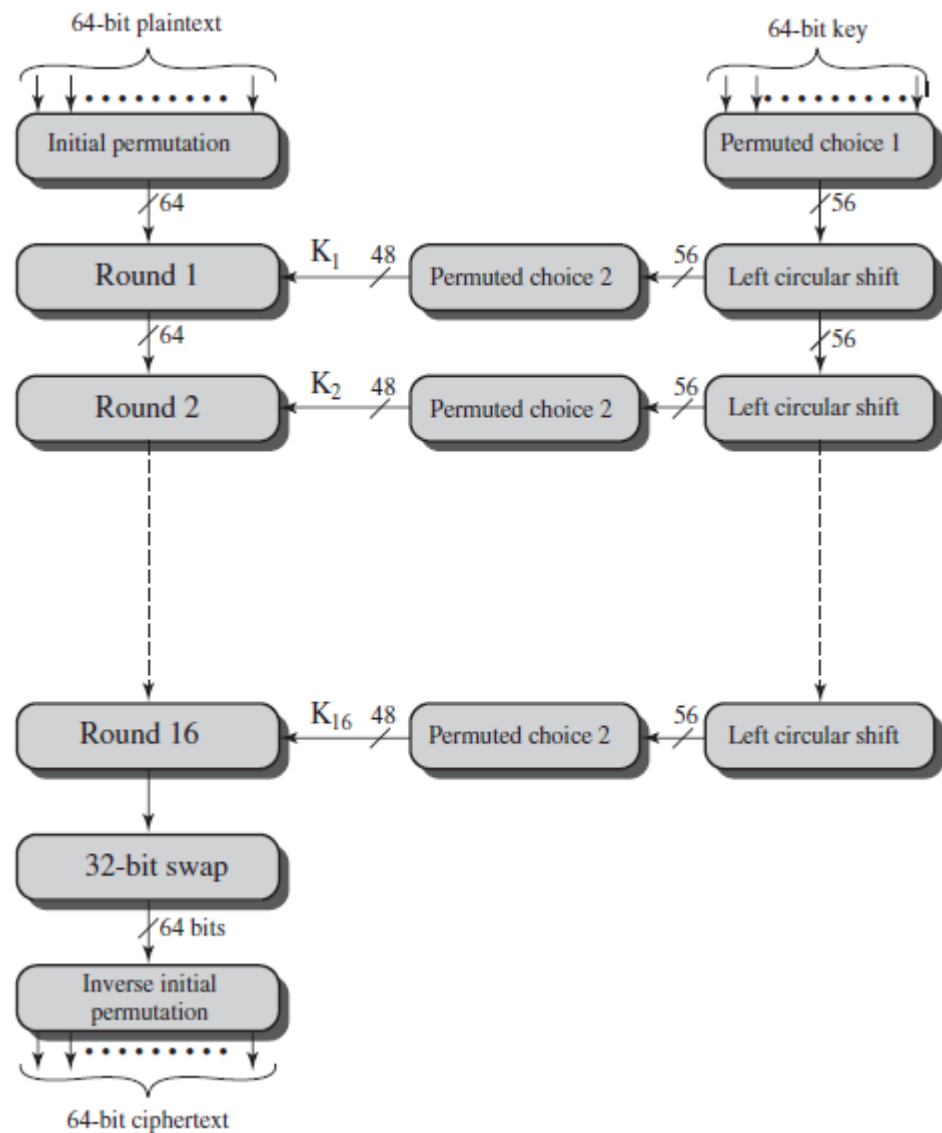 64-bit plaintext
64-bit key
Initial permutation
Permuted choice 1
64
56
Round 1
K1
48
Permuted choice 2
56
Left circular shift
64
56
Round 2
K2
48
Permuted choice 2
56
Left circular shift
Round 16
K16
48
Permuted choice 2
56
Left circular shift
32-bit swap
64 bits
Inverse initial
permutation
64-bit ciphertext